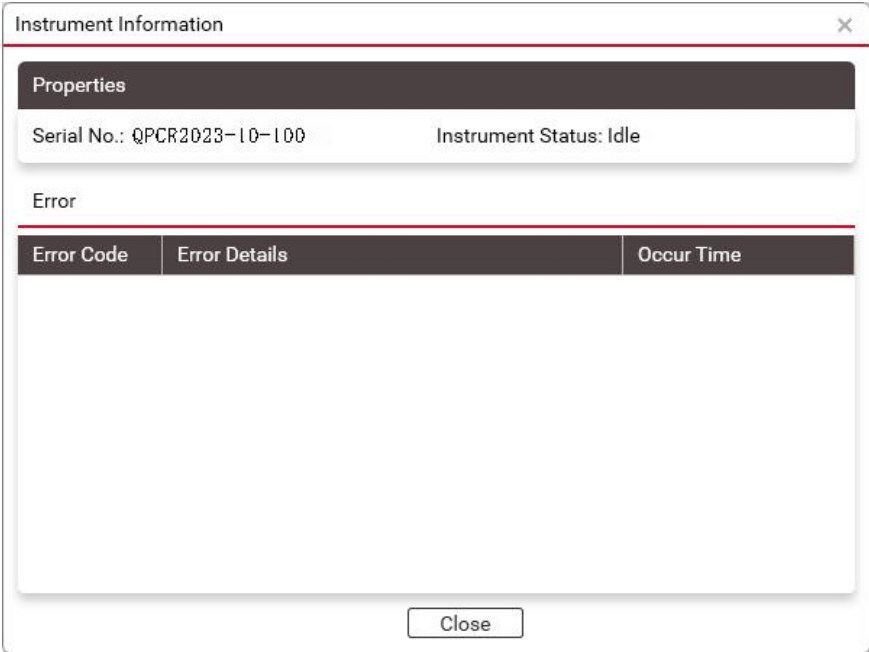 Instrument Information
Properties
Serial No.: QPCR2023-10-100 Instrument Status: Idle
Error
Error Code Error Details Occur Time
Close